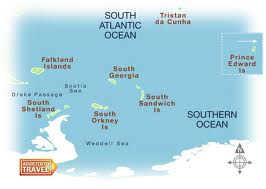 SOUTH
ATLANTIC
OCEAN
Tristan
da Cunha
Falkland
Islands
South
Georgia
Prince
Edward
Is
Scotia
Sea
Drake Passage
South
Shetland
Is
South
Orkney
Is
South
Sandwich
Is
SOUTHERN
OCEAN
Weddell Sea
ADDICTED TO
TRAVEL